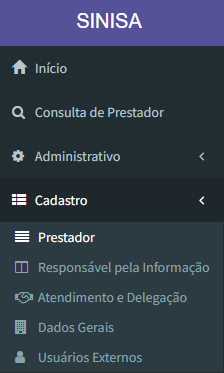 SINISA
Início
Consulta de Prestador
Administrativo
Cadastro
Prestador
Responsável pela Informação
Atendimento e Delegação
Dados Gerais
Usuários Externos